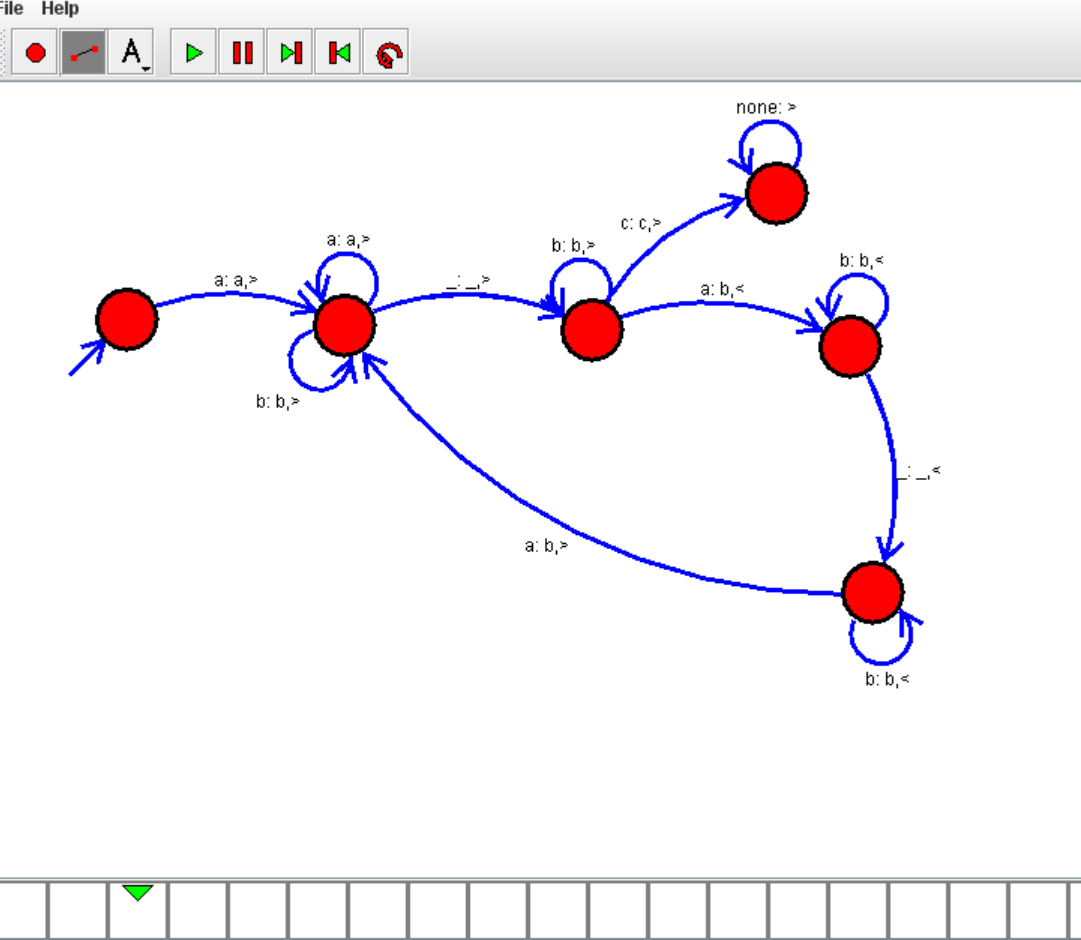 File Help
A
none: >
c: c,>
a: a,>
b: b,>
b: b,<
a: a,>
_: _,>
a: b,<
b: b,>
_: _,<
a: b,>
b: b,<